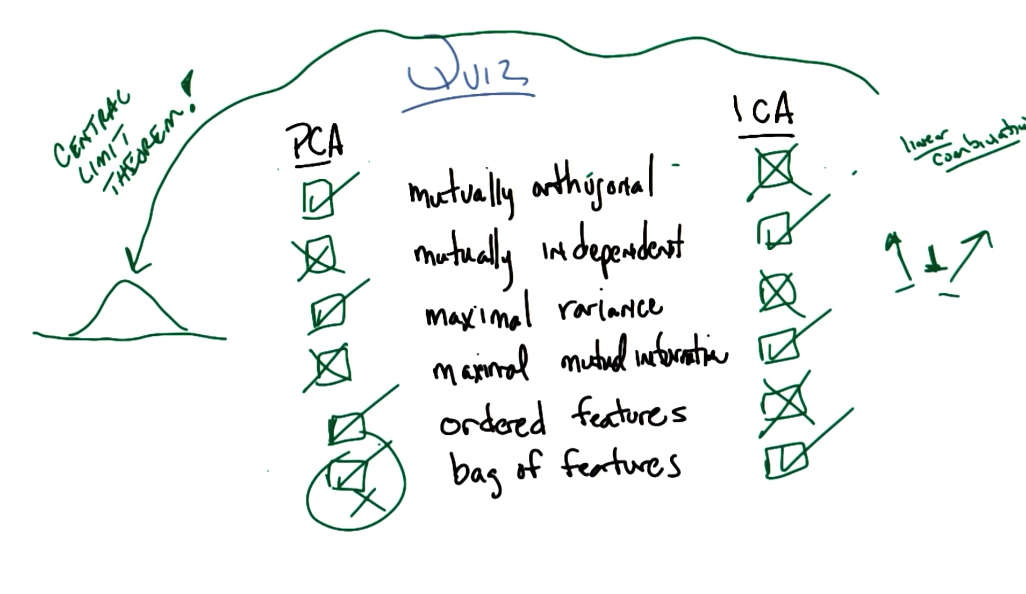 QUIZ
CENTRAL
LIMIT
THEOREM!
PCA
ICA
linear
combination
mutually orthogonal
mutually independent
maximal variance
maximal mutual information
ordered features
bag of features